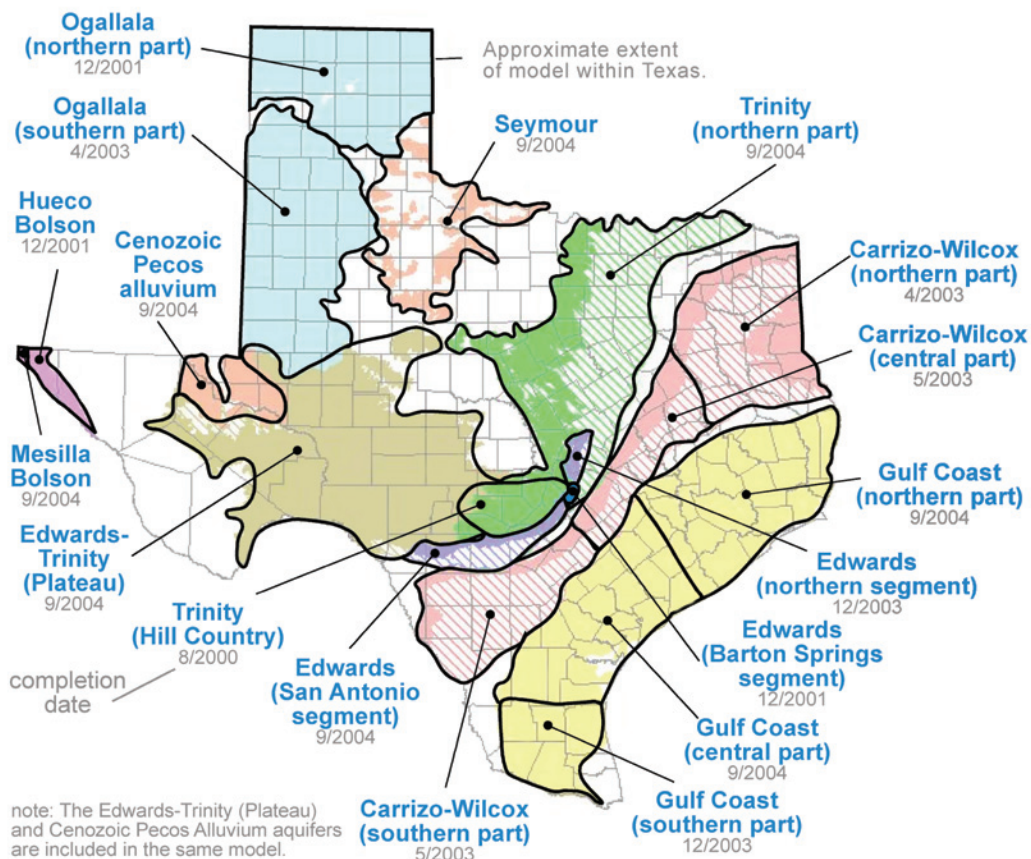 Ogallala
(northern part)
12/2001
Approximate extent
of model within Texas.
Ogallala
(southern part)
4/2003
Seymour
9/2004
Trinity
(northern part)
9/2004
Hueco
Bolson
12/2001
Cenozoic
Pecos
alluvium
9/2004
Carrizo-Wilcox
(northern part)
4/2003
Carrizo-Wilcox
(central part)
5/2003
Mesilla
Bolson
9/2004
Gulf Coast
(northern part)
9/2004
Edwards-
Trinity
(Plateau)
9/2004
Edwards
(northern segment)
12/2003
Trinity
(Hill Country)
8/2000
Edwards
(Barton Springs
segment)
12/2001
Edwards
(San Antonio
segment)
9/2004
completion
date
Gulf Coast
(central part)
9/2004
Carrizo-Wilcox
(southern part)
5/2003
Gulf Coast
(southern part)
12/2003
note: The Edwards-Trinity (Plateau)
and Cenozoic Pecos Alluvium aquifers
are included in the same model.